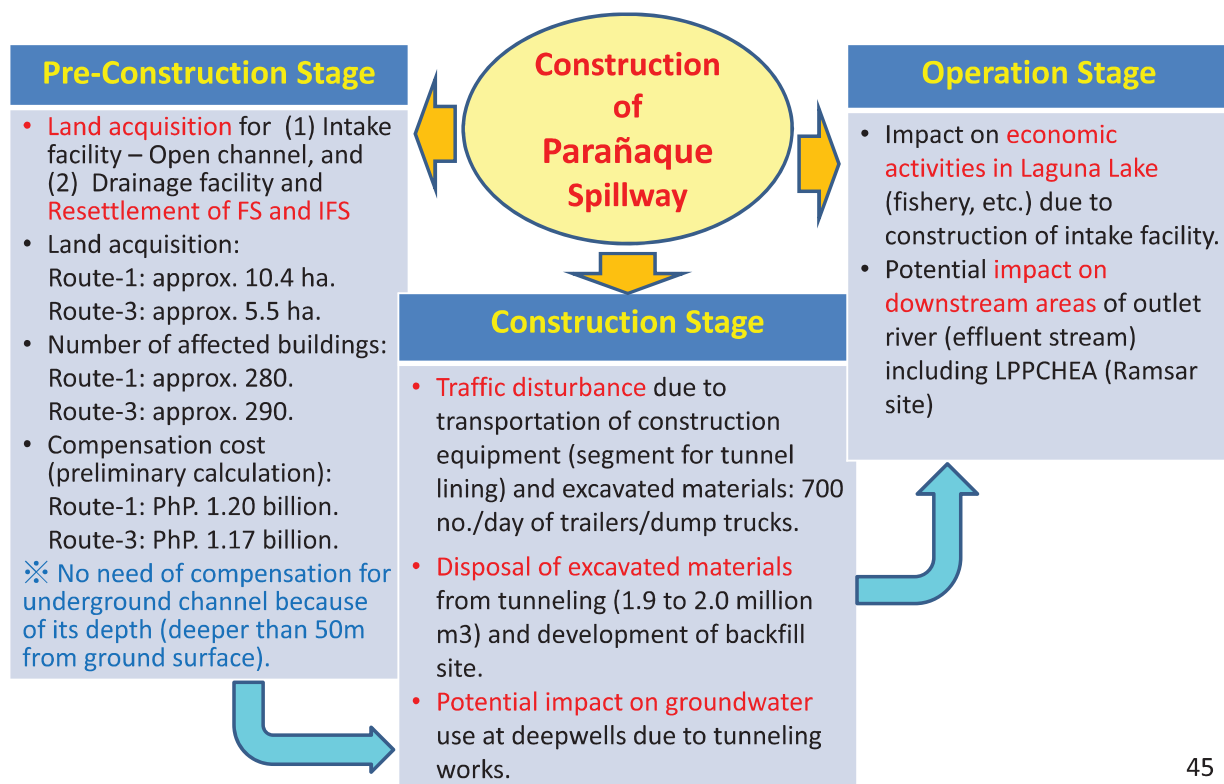 Construction
of
Parañaque
Spillway
Pre-Construction Stage
• Land acquisition for (1) Intake
facility – Open channel, and
(2) Drainage facility and
Resettlement of FS and IFS
• Land acquisition:
Route-1: approx. 10.4 ha.
Route-3: approx. 5.5 ha.
• Number of affected buildings:
Route-1: approx. 280.
Route-3: approx. 290.
• Compensation cost
(preliminary calculation):
Route-1: PhP. 1.20 billion.
Route-3: PhP. 1.17 billion.
※ No need of compensation for
underground channel because
of its depth (deeper than 50m
from ground surface).
Construction Stage
• Traffic disturbance due to
transportation of construction
equipment (segment for tunnel
lining) and excavated materials: 700
no./day of trailers/dump trucks.
• Disposal of excavated materials
from tunneling (1.9 to 2.0 million
m3) and development of backfill
site.
• Potential impact on groundwater
use at deepwells due to tunneling
works.
Operation Stage
• Impact on economic
activities in Laguna Lake
(fishery, etc.) due to
construction of intake facility.
• Potential impact on
downstream areas of outlet
river (effluent stream)
including LPPCHEA (Ramsar
site)
45